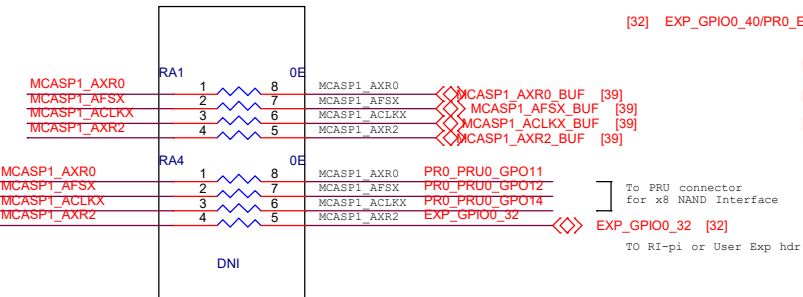 [32] EXP_GPIO0_40/PR0_E
RA1 0E
MCASP1_AXR0 1 8 MCASP1_AXR0 MCASP1_AXR0_BUF [39]
MCASP1_AFSX 2 7 MCASP1_AFSX MCASP1_AFSX_BUF [39]
MCASP1_ACLKX 3 6 MCASP1_ACLKX MCASP1_ACLKX_BUF [39]
MCASP1_AXR2 4 5 MCASP1_AXR2 MCASP1_AXR2_BUF [39]
RA4 0E
MCASP1_AXR0 1 8 MCASP1_AXR0 PR0_PRU0_GPO11
MCASP1_AFSX 2 7 MCASP1_AFSX PR0_PRU0_GPO12
MCASP1_ACLKX 3 6 MCASP1_ACLKX PR0_PRU0_GPO14
MCASP1_AXR2 4 5 MCASP1_AXR2 EXP_GPIO0_32
To PRU connector
for x8 NAND Interface
EXP_GPIO0_32 [32]
TO RI-pi or User Exp hdr
DNI